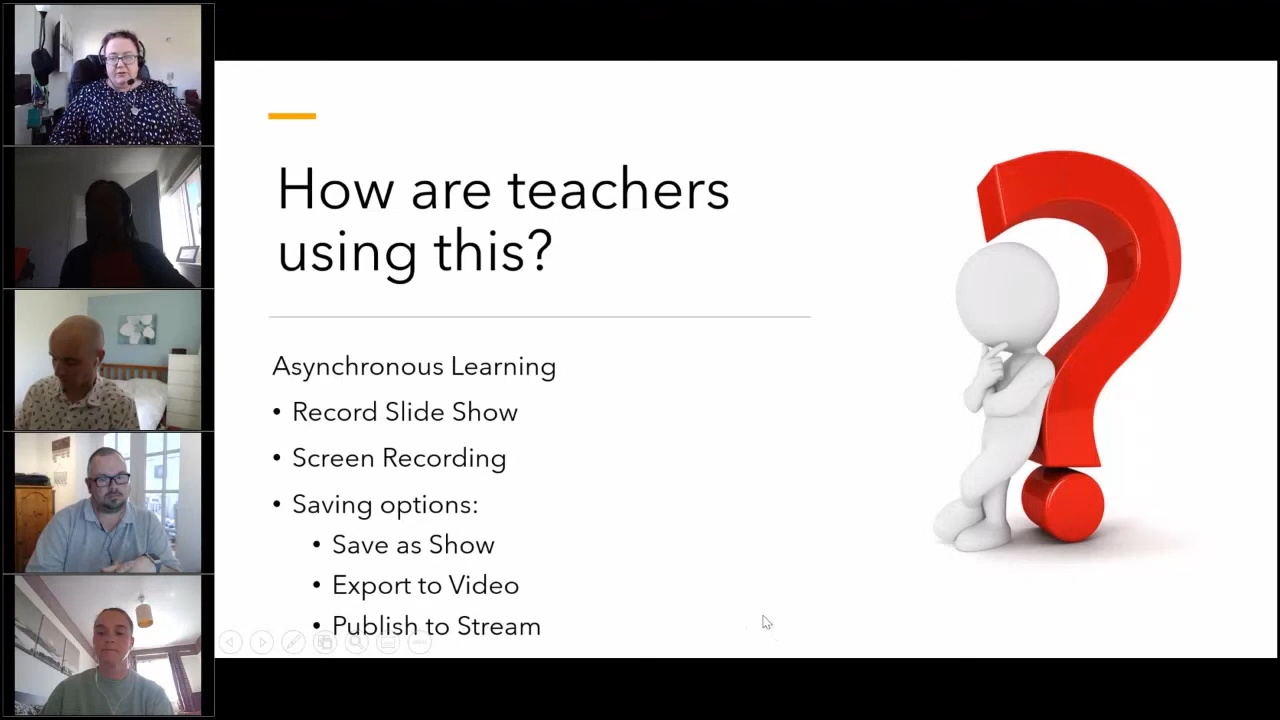 How are teachers
using this?
Asynchronous Learning
• Record Slide Show
• Screen Recording
• Saving options:
• Save as Show
• Export to Video
• Publish to Stream